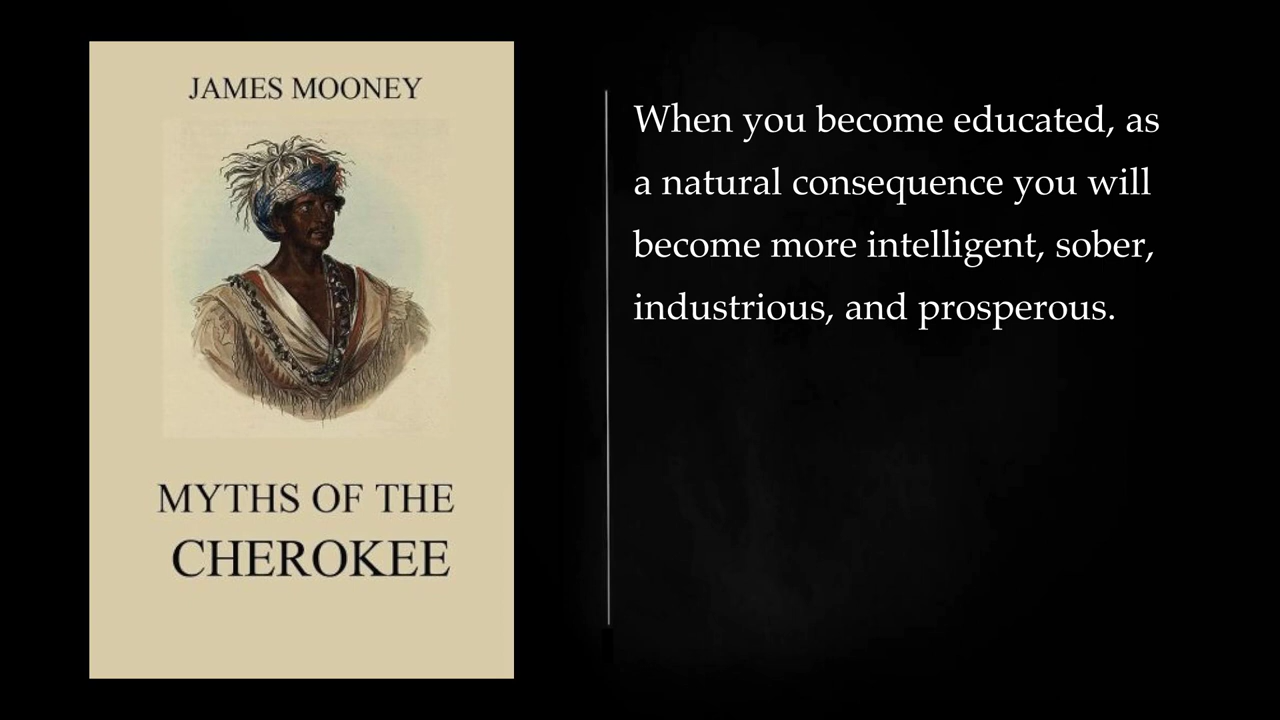 JAMES MOONEY
MYTHS OF THE
CHEROKEE
When you become educated, as
a natural consequence you will
become more intelligent, sober,
industrious, and prosperous.